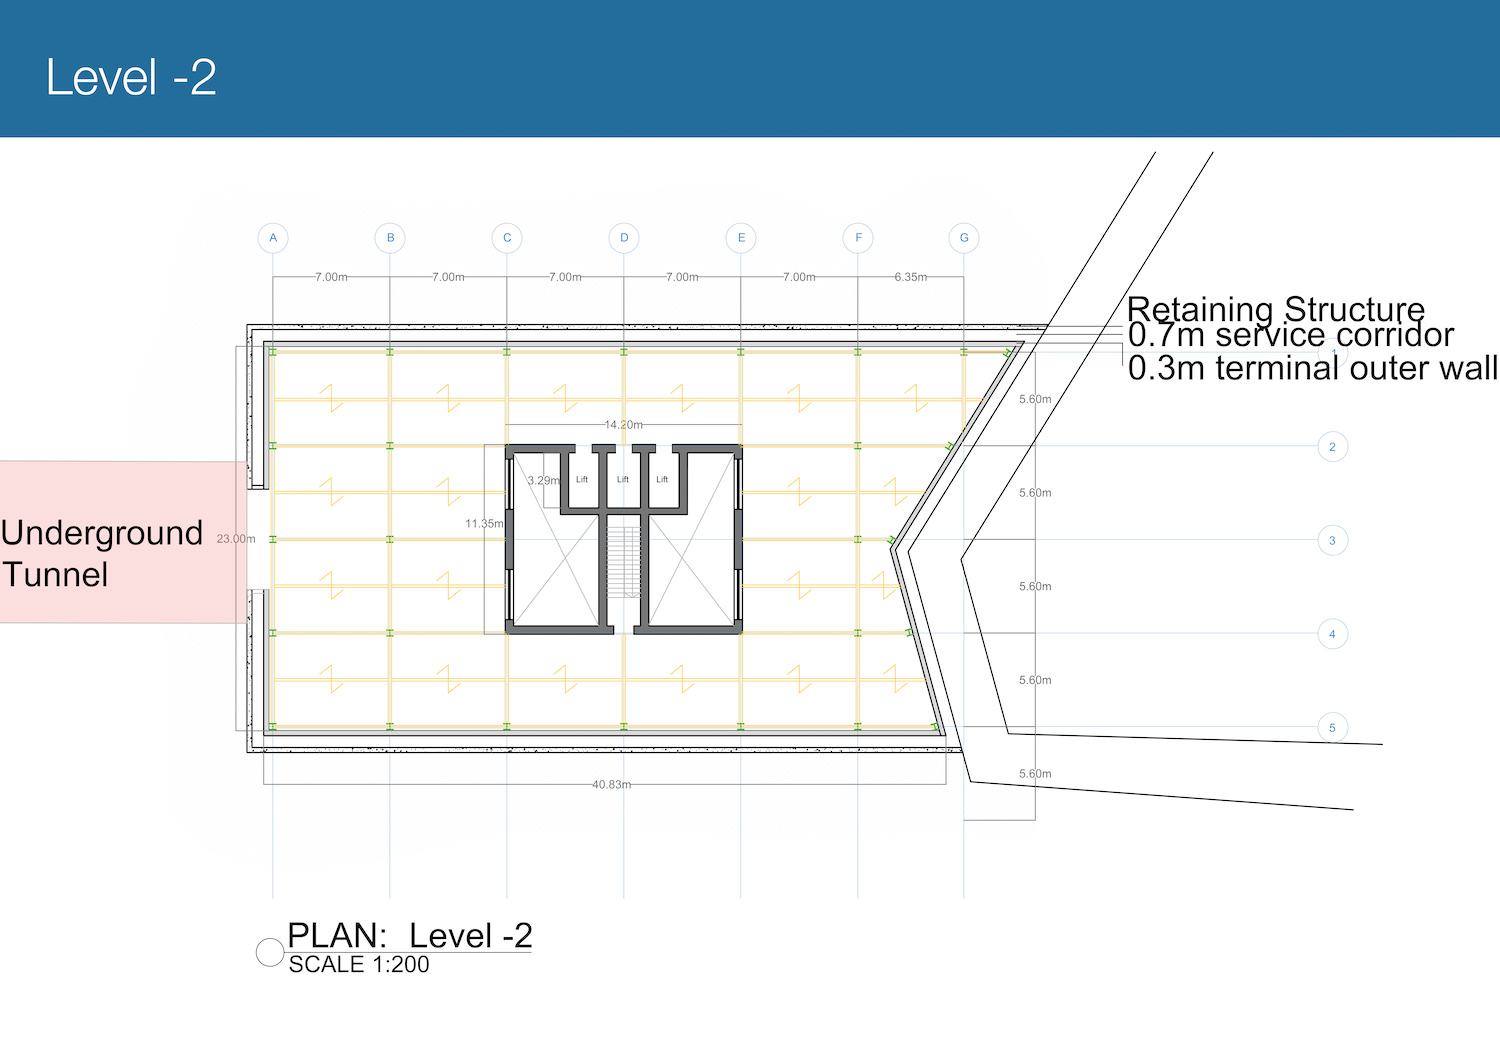 Level -2
A B C D E F G
7.00m 7.00m 7.00m 7.00m 7.00m 6.35m
Retaining Structure
0.7m service corridor
1
0.3m terminal outer wall
5.60m
14.20m
2
3.29m Lift Lift Lift
5.60m
11.35m
Underground
23.00m
3
Tunnel
5.60m
4
5.60m
5
5.60m
40.83m
PLAN: Level -2
SCALE 1:200